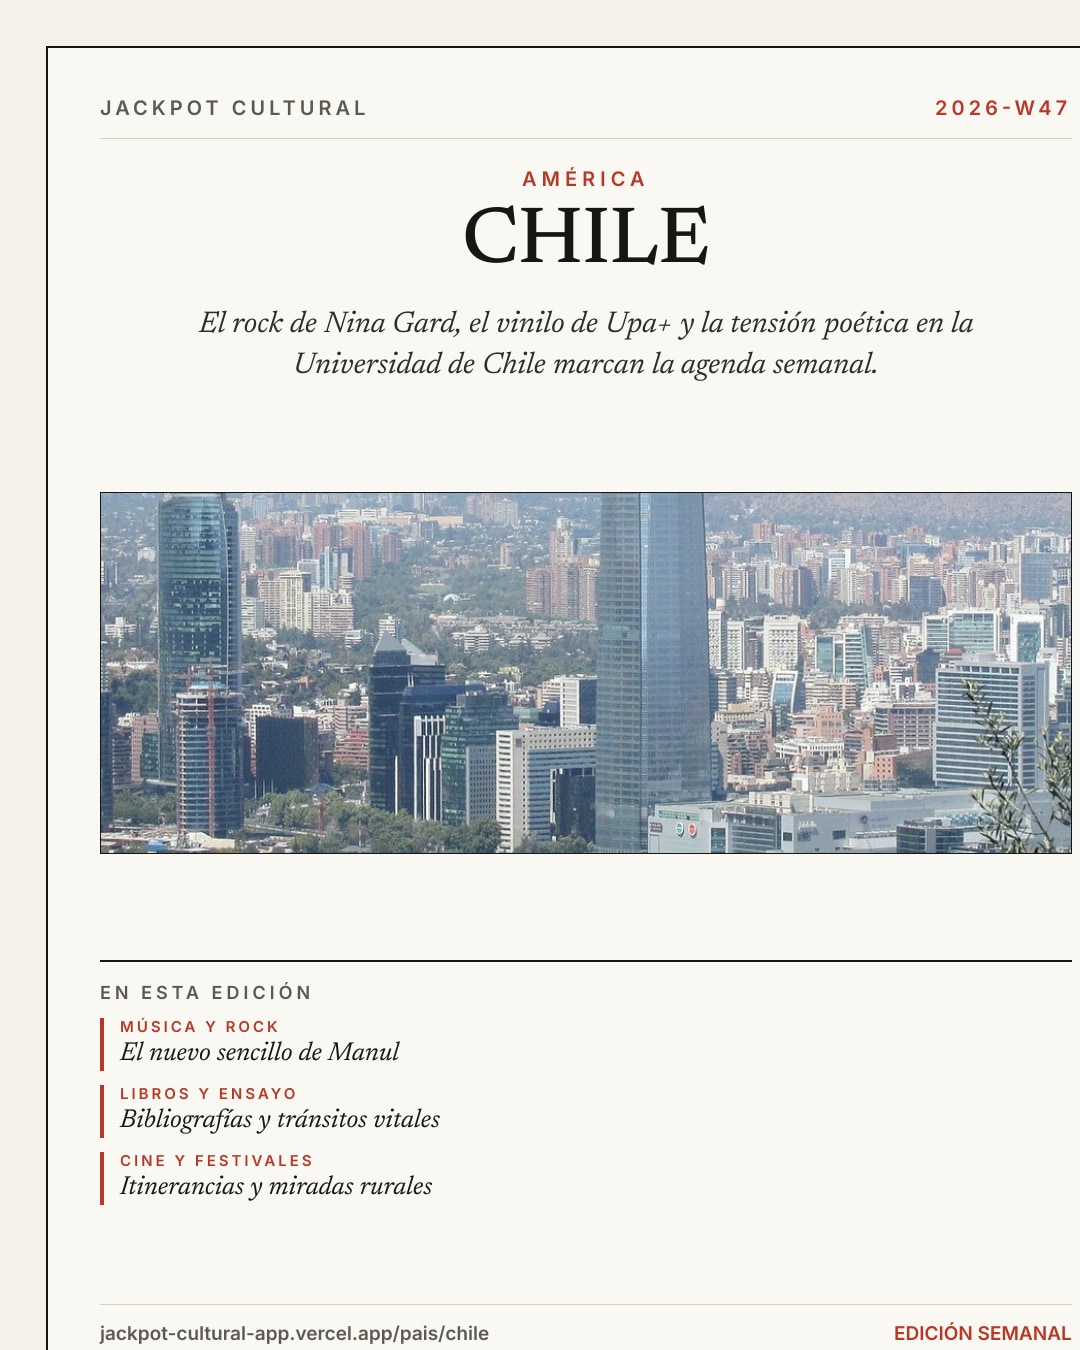 JACKPOT CULTURAL
2026-W47
AMÉRICA
CHILE
El rock de Nina Gard, el vinilo de Upa+ y la tensión poética en la
Universidad de Chile marcan la agenda semanal.
EN ESTA EDICIÓN
MÚSICA Y ROCK
El nuevo sencillo de Manul
LIBROS Y ENSAYO
Bibliografías y tránsitos vitales
CINE Y FESTIVALES
Itinerancias y miradas rurales
jackpot-cultural-app.vercel.app/pais/chile
EDICIÓN SEMANAL